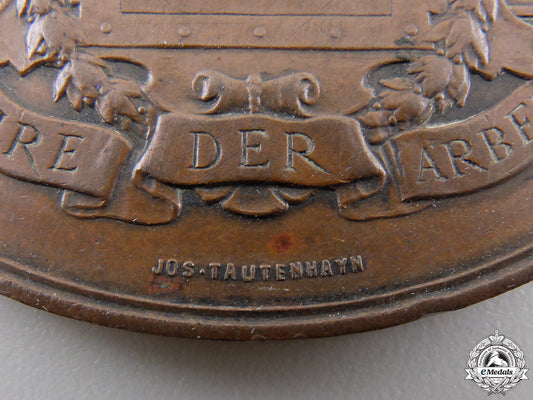 RE DER ARBE
JOS·TAUTENHAYN
eMedals